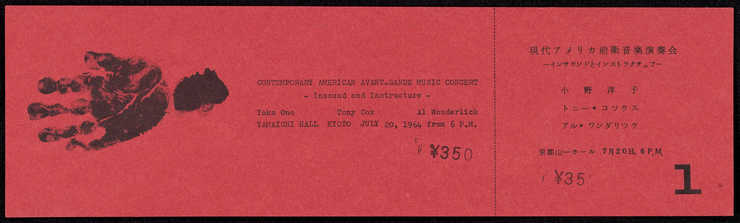 CONTEMPORARY AMERICAN AVANT-GARDE MUSIC CONCERT
- Insound and Instructure -
Yoko Ono Tony Cox Al Wonderlick
YAMAICHI HALL KYOTO JULY 20, 1964 from 6 P.M.
¥350
現代アメリカ前衛音楽演奏会
―インサウンドとインストラクチュア―
小野洋子
トニー・コックス
アル・ワンダリック
京都山一ホール 7月20日, 6 P.M.
¥35
1